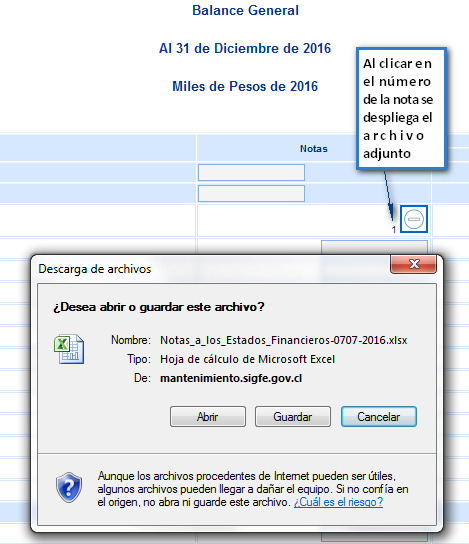 Balance General
Al 31 de Diciembre de 2016
Miles de Pesos de 2016
Al clicar en
el número
de la nota se
despliega el
archivo
adjunto
Notas
1
Descarga de archivos
¿Desea abrir o guardar este archivo?
Nombre: Notas_a_los_Estados_Financieros-0707-2016.xlsx
Tipo: Hoja de cálculo de Microsoft Excel
De: mantenimiento.sigfe.gov.cl
Abrir Guardar Cancelar
Aunque los archivos procedentes de Internet pueden ser útiles,
algunos archivos pueden llegar a dañar el equipo. Si no confía en
el origen, no abra ni guarde este archivo. ¿Cuál es el riesgo?